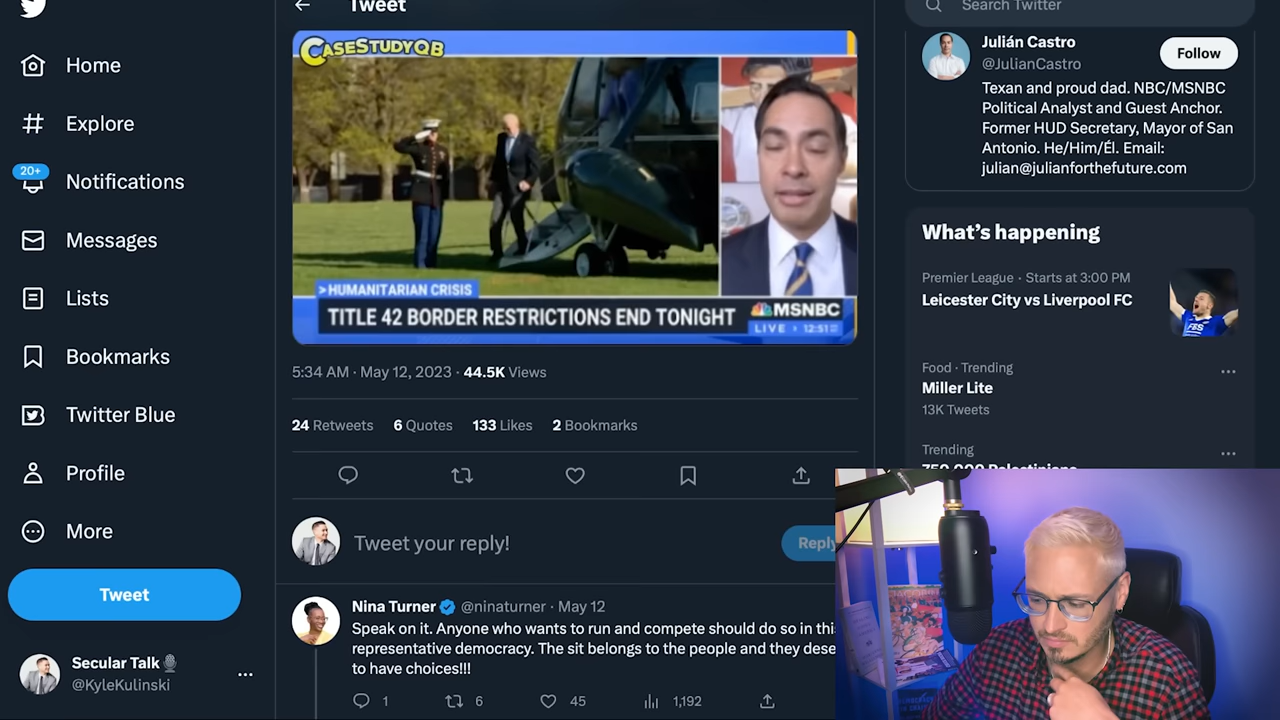 Home
Explore
20+
Notifications
Messages
Lists
Bookmarks
Twitter Blue
Profile
More
Tweet
Secular Talk
@KyleKulinski
Tweet
CASESTUDYQB
>HUMANITARIAN CRISIS
TITLE 42 BORDER RESTRICTIONS END TONIGHT
MSNBC
LIVE 12:51
5:34 AM · May 12, 2023 · 44.5K Views
24 Retweets 6 Quotes 133 Likes 2 Bookmarks
Tweet your reply!
Reply
Nina Turner @ninaturner · May 12
Speak on it. Anyone who wants to run and compete should do so in
representative democracy. The sit belongs to the people and they
to have choices!!!
1 6 45 1,192
Search Twitter
Julián Castro
@JulianCastro
Follow
Texan and proud dad. NBC/MSNBC
Political Analyst and Guest Anchor.
Former HUD Secretary, Mayor of San
Antonio. He/Him/Él. Email:
julian@julianforthefuture.com
What's happening
Premier League · Starts at 3:00 PM
Leicester City vs Liverpool FC
Food · Trending
Miller Lite
13K Tweets
Trending
750,000 Palestinians